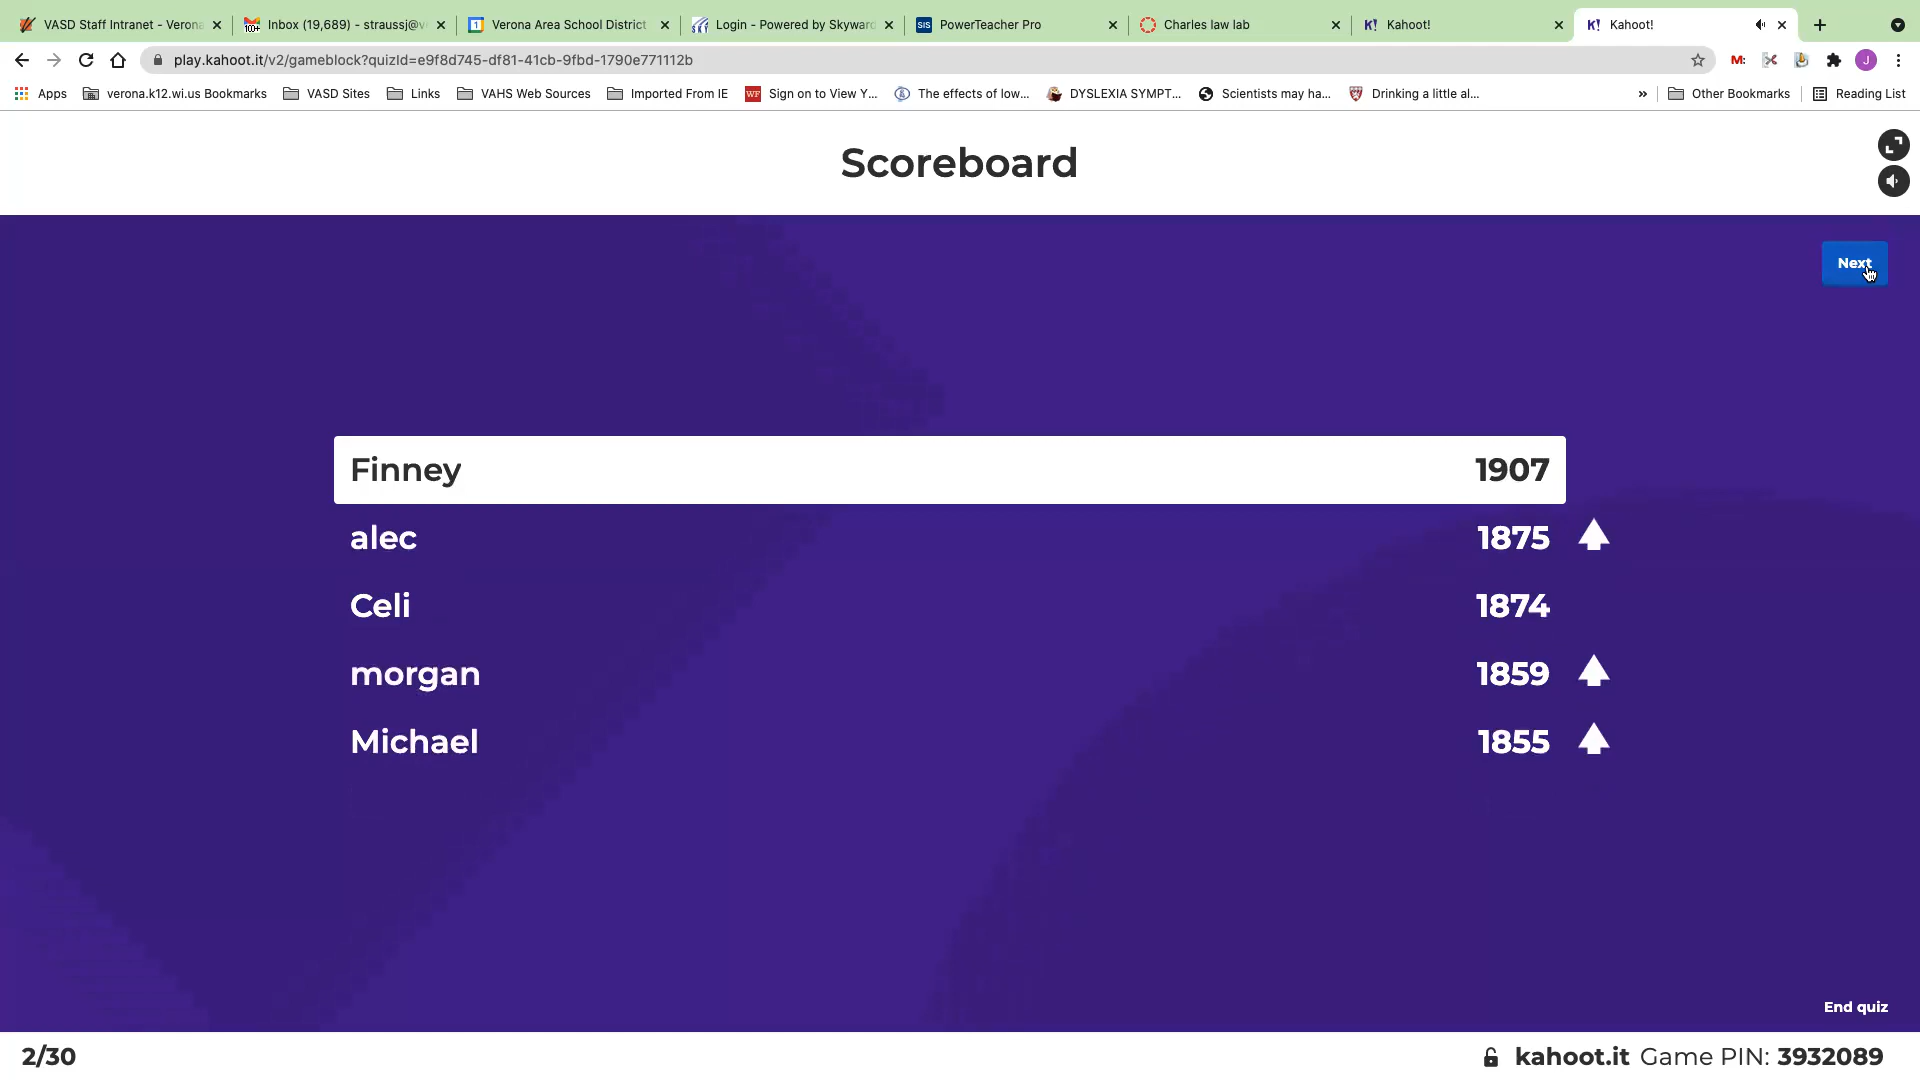 VASD Staff Intranet - Verona
Inbox (19,689) - straussj@v
Verona Area School District
Login - Powered by Skyward
SIS PowerTeacher Pro
Charles law lab
K! Kahoot!
K! Kahoot!
play.kahoot.it/v2/gameblock?quizId=e9f8d745-df81-41cb-9fbd-1790e771112b
M:
J
Apps
verona.k12.wi.us Bookmarks
VASD Sites
Links
VAHS Web Sources
Imported From IE
WF Sign on to View Y...
The effects of low...
DYSLEXIA SYMPT...
Scientists may ha...
Drinking a little al...
»
Other Bookmarks
Reading List
Scoreboard
Next
Finney 1907
alec 1875
Celi 1874
morgan 1859
Michael 1855
End quiz
2/30
kahoot.it Game PIN: 3932089